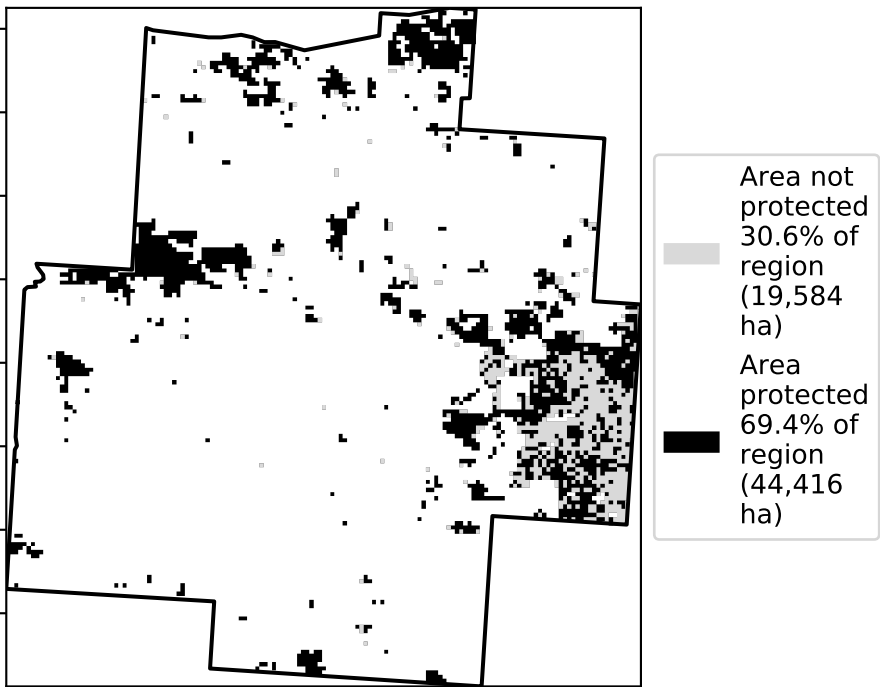 Area not
protected
30.6% of
region
(19,584
ha)
Area
protected
69.4% of
region
(44,416
ha)